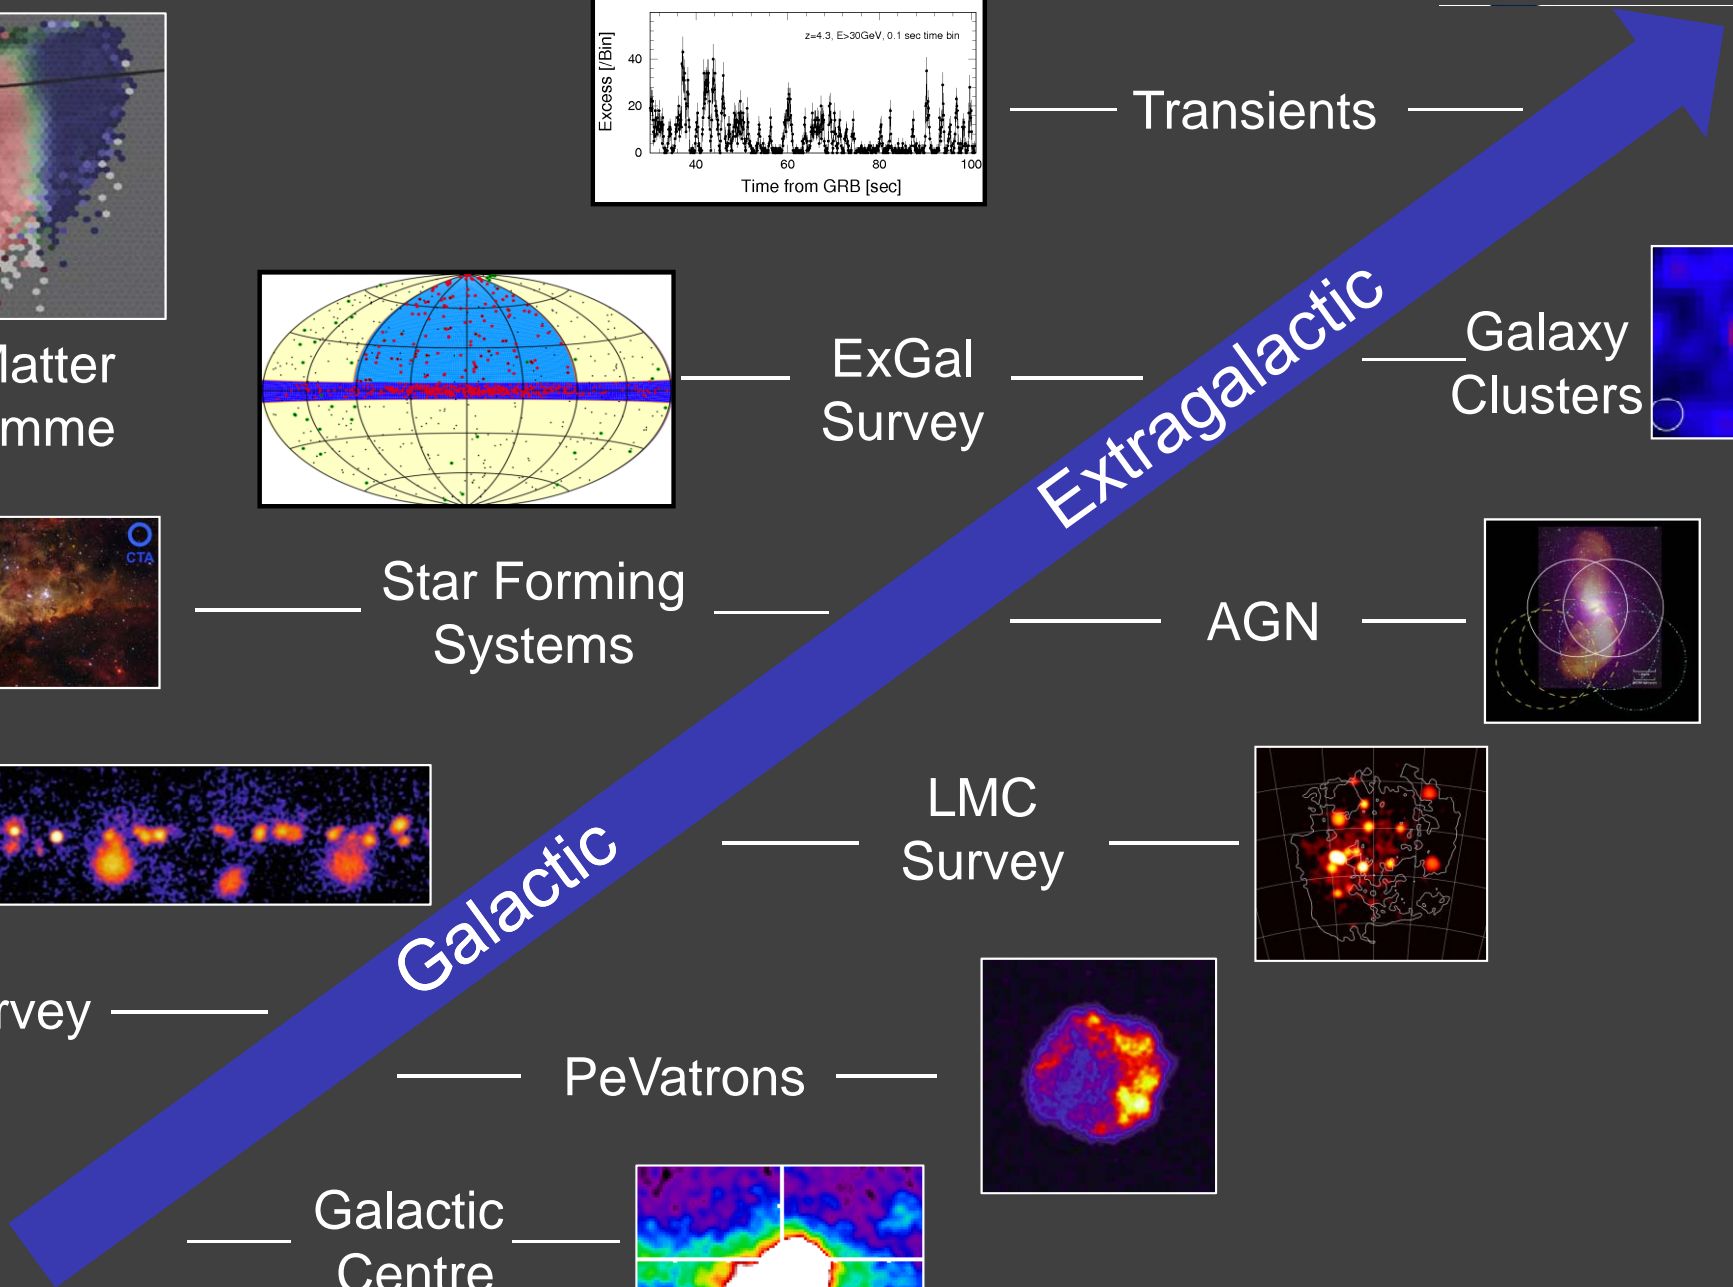 z=4.3, E>30GeV, 0.1 sec time bin
Excess [/Bin]
40
20
0
40 60 80 100
Time from GRB [sec]
Transients
Extragalactic
Galaxy
Clusters
ExGal
Survey
Matter
mme
CTA
Star Forming
Systems
AGN
LMC
Survey
Galactic
rvey
PeVatrons
Galactic
Centre